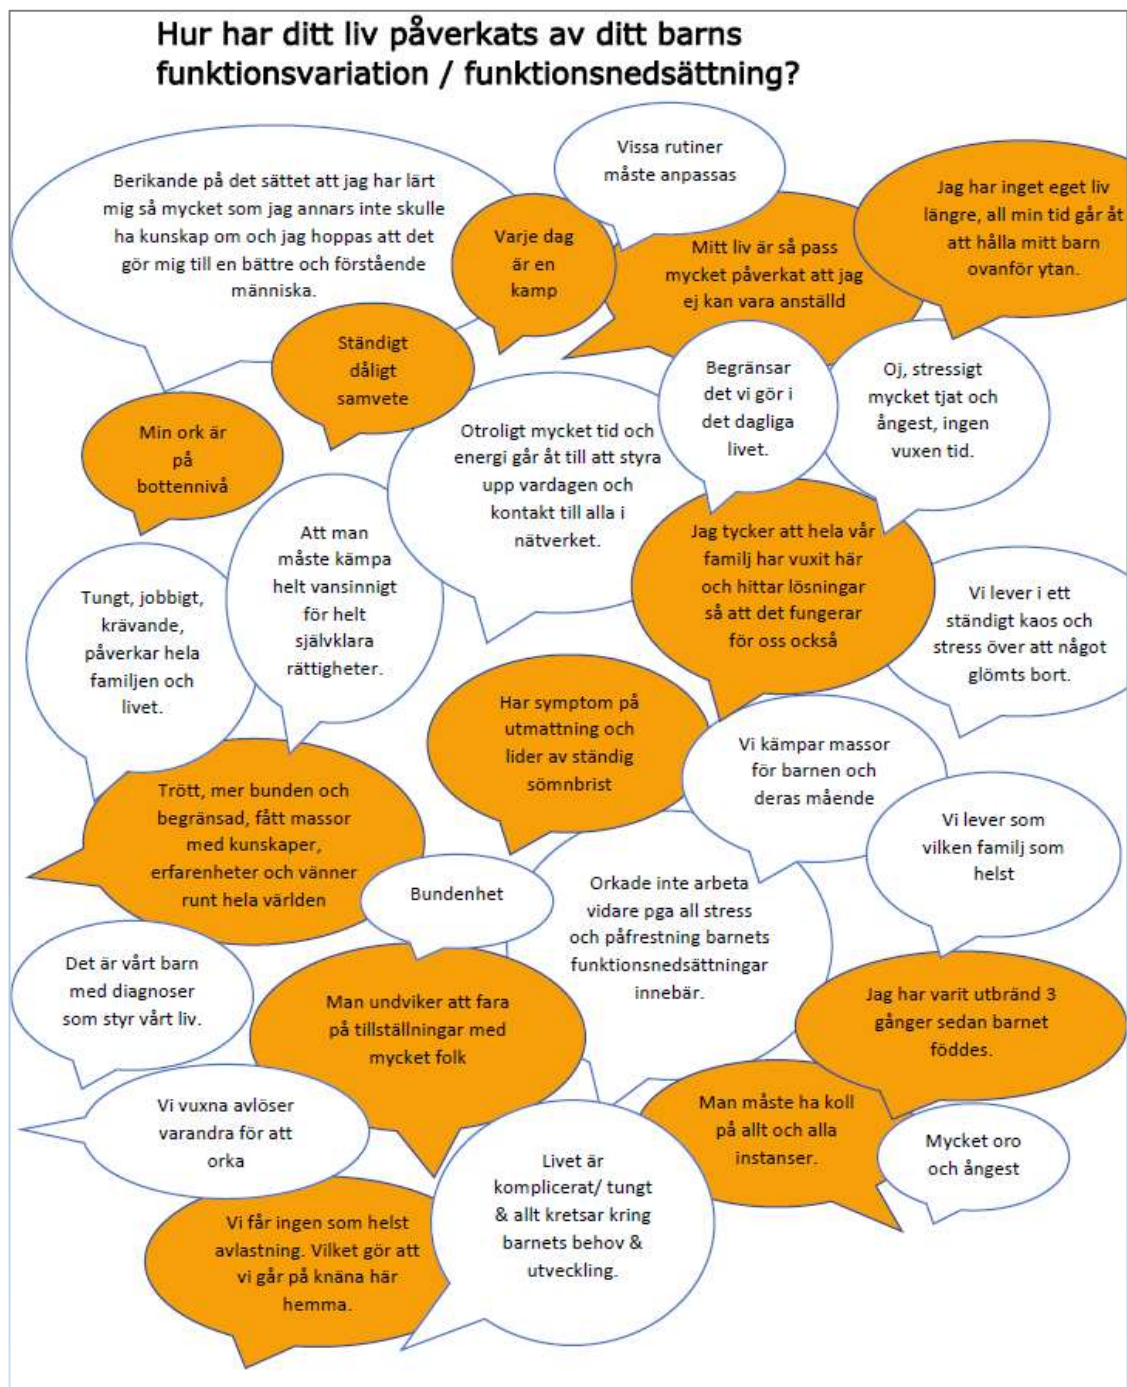 Hur har ditt liv påverkats av ditt barns
funktionsvariation / funktionsnedsättning?
Vissa rutiner
måste anpassas
Berikande på det sättet att jag har lärt
mig så mycket som jag annars inte skulle
ha kunskap om och jag hoppas att det
gör mig till en bättre och förstående
människa.
Varje dag
är en
kamp
Mitt liv är så pass
mycket påverkat att jag
ej kan vara anställd
Jag har inget eget liv
längre, all min tid går åt
att hålla mitt barn
ovanför ytan.
Ständigt
dåligt
samvete
Begränsar
det vi gör i
det dagliga
livet.
Oj, stressigt
mycket tjat och
ångest, ingen
vuxen tid.
Min ork är
på
bottennivå
Otroligt mycket tid och
energi går åt till att styra
upp vardagen och
kontakt till alla i
nätverket.
Att man
måste kämpa
helt vansinnigt
för helt
självklara
rättigheter.
Jag tycker att hela vår
familj har vuxit här
och hittar lösningar
så att det fungerar
för oss också
Tungt, jobbigt,
krävande,
påverkar hela
familjen och
livet.
Vi lever i ett
ständigt kaos och
stress över att något
glömts bort.
Har symptom på
utmattning och
lider av ständig
sömnbrist
Vi kämpar massor
för barnen och
deras mående
Trött, mer bunden och
begränsad, fått massor
med kunskaper,
erfarenheter och vänner
runt hela världen
Vi lever som
vilken familj som
helst
Bundenhet
Orkade inte arbeta
vidare pga all stress
och påfrestning barnets
funktionsnedsättningar
innebär.
Det är vårt barn
med diagnoser
som styr vårt liv.
Man undviker att fara
på tillställningar med
mycket folk
Jag har varit utbränd 3
gånger sedan barnet
föddes.
Vi vuxna avlöser
varandra för att
orka
Man måste ha koll
på allt och alla
instanser.
Mycket oro
och ångest
Livet är
komplicerat/ tungt
& allt kretsar kring
barnets behov &
utveckling.
Vi får ingen som helst
avlastning. Vilket gör att
vi går på knäna här
hemma.